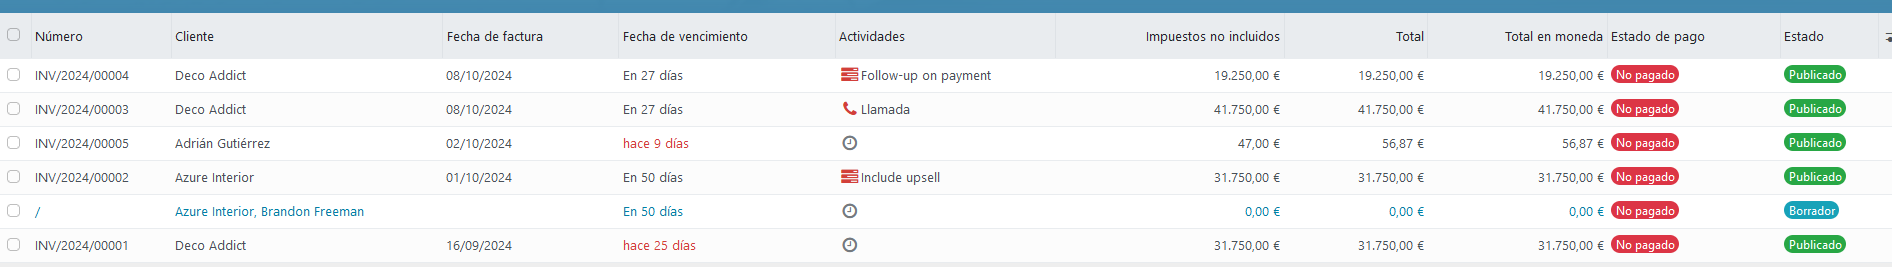 Número Cliente Fecha de factura Fecha de vencimiento Actividades Impuestos no incluidos Total Total en moneda Estado de pago Estado
INV/2024/00004 Deco Addict 08/10/2024 En 27 días Follow-up on payment 19.250,00 € 19.250,00 € 19.250,00 € No pagado Publicado
INV/2024/00003 Deco Addict 08/10/2024 En 27 días Llamada 41.750,00 € 41.750,00 € 41.750,00 € No pagado Publicado
INV/2024/00005 Adrián Gutiérrez 02/10/2024 hace 9 días 47,00 € 56,87 € 56,87 € No pagado Publicado
INV/2024/00002 Azure Interior 01/10/2024 En 50 días Include upsell 31.750,00 € 31.750,00 € 31.750,00 € No pagado Publicado
/ Azure Interior, Brandon Freeman En 50 días 0,00 € 0,00 € 0,00 € No pagado Borrador
INV/2024/00001 Deco Addict 16/09/2024 hace 25 días 31.750,00 € 31.750,00 € 31.750,00 € No pagado Publicado